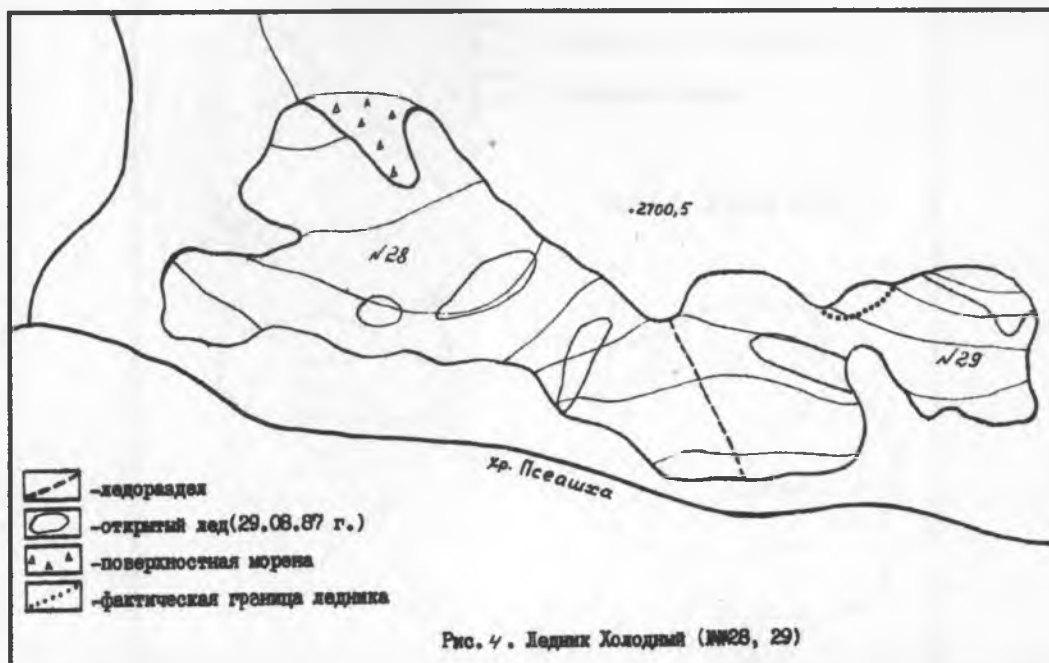 .2700,5
№28
№29
хр. Псеашха
-ледораздел
-открытый лед(29.08.87 г.)
-поверхностная морена
-фактическая граница ледника
Рис. 4. Ледник Холодный (№№28, 29)